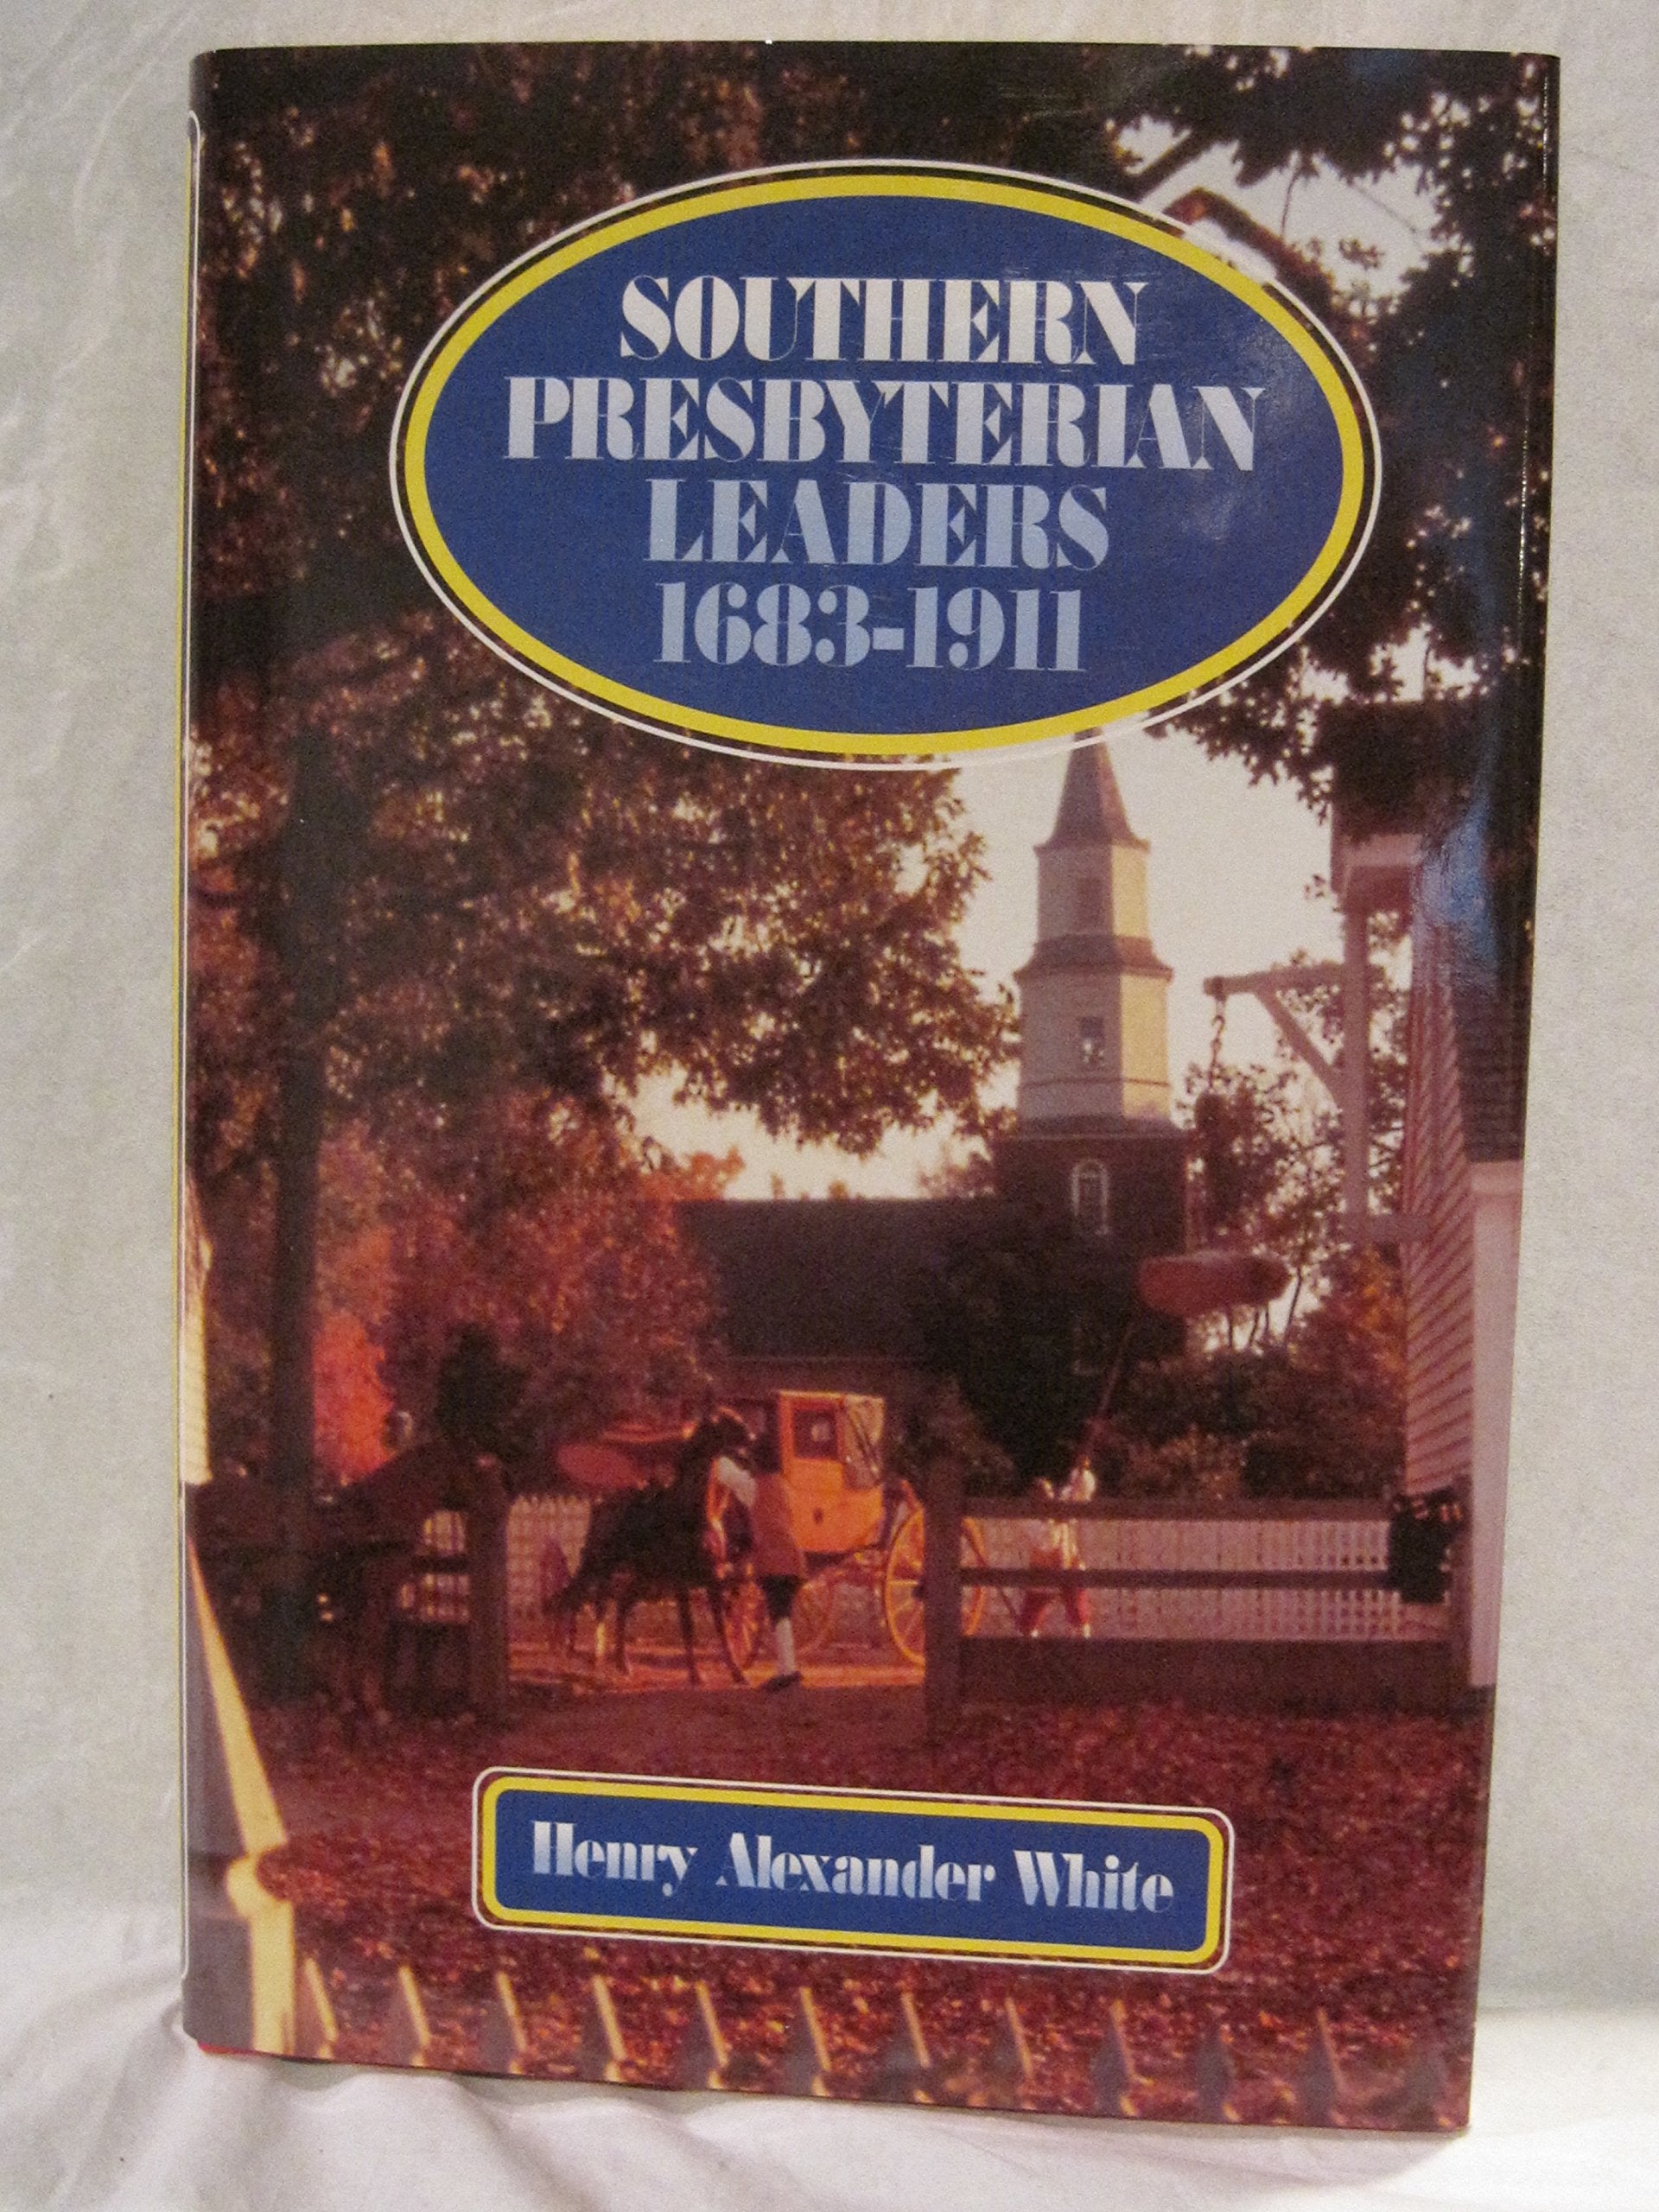 SOUTHERN
PRESBYTERIAN
LEADERS
1683-1911
Henry Alexander White